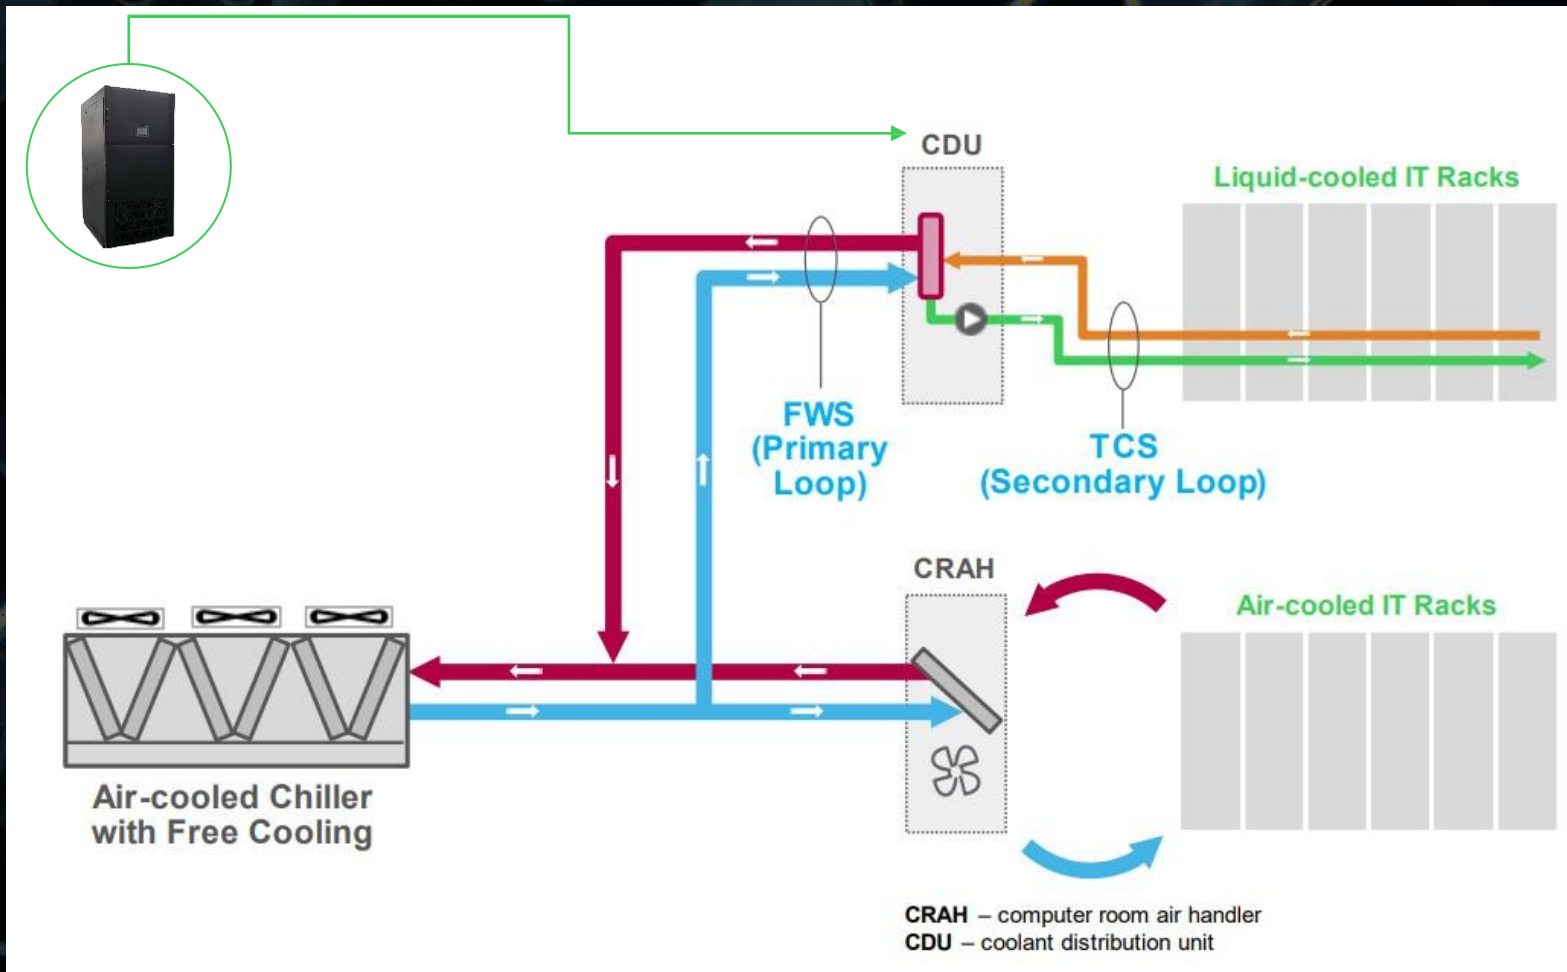 CDU
Liquid-cooled IT Racks
FWS
(Primary
Loop)
TCS
(Secondary Loop)
CRAH
Air-cooled IT Racks
Air-cooled Chiller
with Free Cooling
CRAH – computer room air handler
CDU – coolant distribution unit